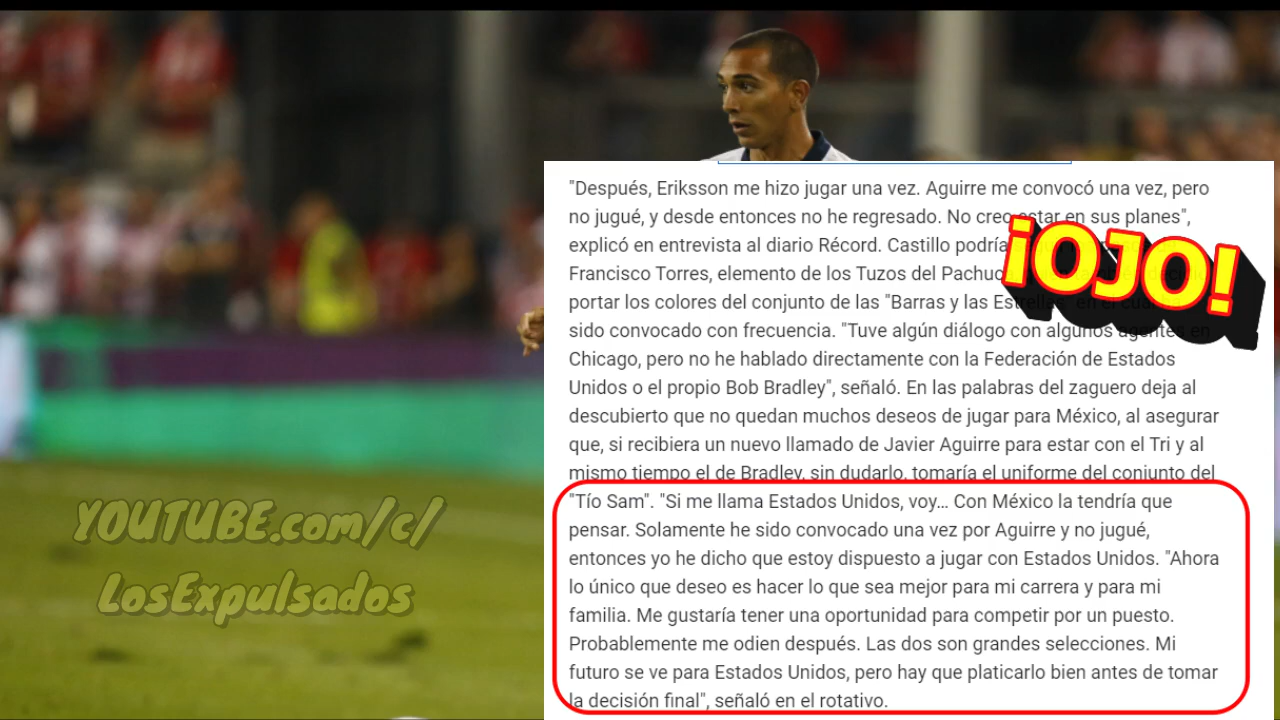 "Después, Eriksson me hizo jugar una vez. Aguirre me convocó una vez, pero
no jugué, y desde entonces no he regresado. No creo estar en sus planes",
explicó en entrevista al diario Récord. Castillo podría
¡OJO!
Francisco Torres, elemento de los Tuzos del
portar los colores del conjunto de las "Barras y las Estrellas" en el
sido convocado con frecuencia. "Tuve algún diálogo con algunos agentes en
Chicago, pero no he hablado directamente con la Federación de Estados
Unidos o el propio Bob Bradley", señaló. En las palabras del zaguero deja al
descubierto que no quedan muchos deseos de jugar para México, al asegurar
que, si recibiera un nuevo llamado de Javier Aguirre para estar con el Tri y al
mismo tiempo el de Bradley, sin dudarlo, tomaría el uniforme del conjunto del
"Tío Sam". "Si me llama Estados Unidos, voy... Con México la tendría que
pensar. Solamente he sido convocado una vez por Aguirre y no jugué,
entonces yo he dicho que estoy dispuesto a jugar con Estados Unidos. "Ahora
lo único que deseo es hacer lo que sea mejor para mi carrera y para mi
familia. Me gustaría tener una oportunidad para competir por un puesto.
Probablemente me odien después. Las dos son grandes selecciones. Mi
futuro se ve para Estados Unidos, pero hay que platicarlo bien antes de tomar
la decisión final", señaló en el rotativo.
YOUTUBE.com/c/
LosExpulsados